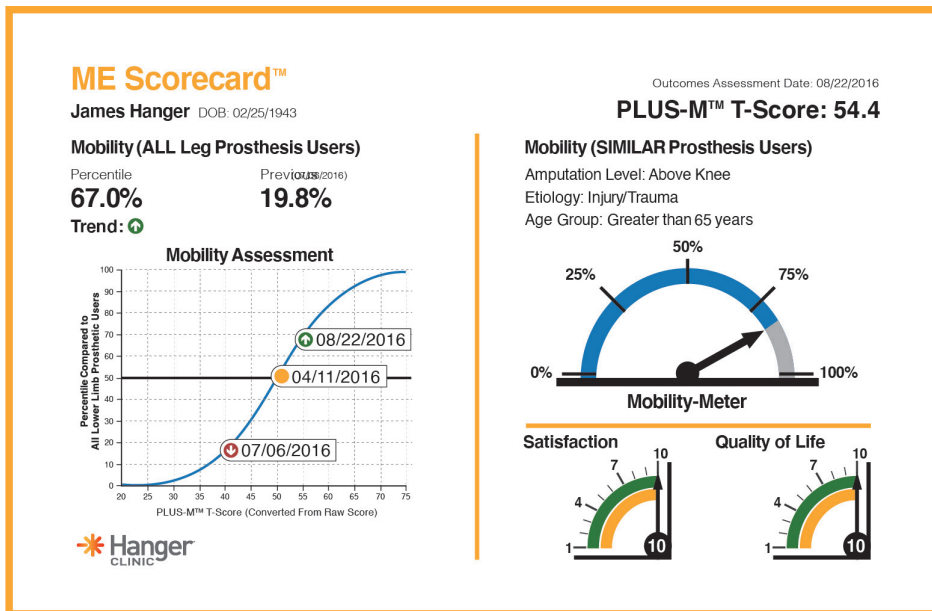 ME Scorecard™
James Hanger DOB: 02/25/1943
Outcomes Assessment Date: 08/22/2016
PLUS-M™ T-Score: 54.4
Mobility (ALL Leg Prosthesis Users)
Percentile
67.0%
Previous (07/06/2016)
19.8%
Trend:
Mobility Assessment
Percentile Compared to
All Lower Limb Prosthetic Users
100
90
80
70
60
50
40
30
20
10
0
08/22/2016
04/11/2016
07/06/2016
20 25 30 35 40 45 50 55 60 65 70 75
PLUS-M™ T-Score (Converted From Raw Score)
Hanger
CLINIC
Mobility (SIMILAR Prosthesis Users)
Amputation Level: Above Knee
Etiology: Injury/Trauma
Age Group: Greater than 65 years
0%
25%
50%
75%
100%
Mobility-Meter
Satisfaction
1
4
7
10
10
Quality of Life
1
4
7
10
10